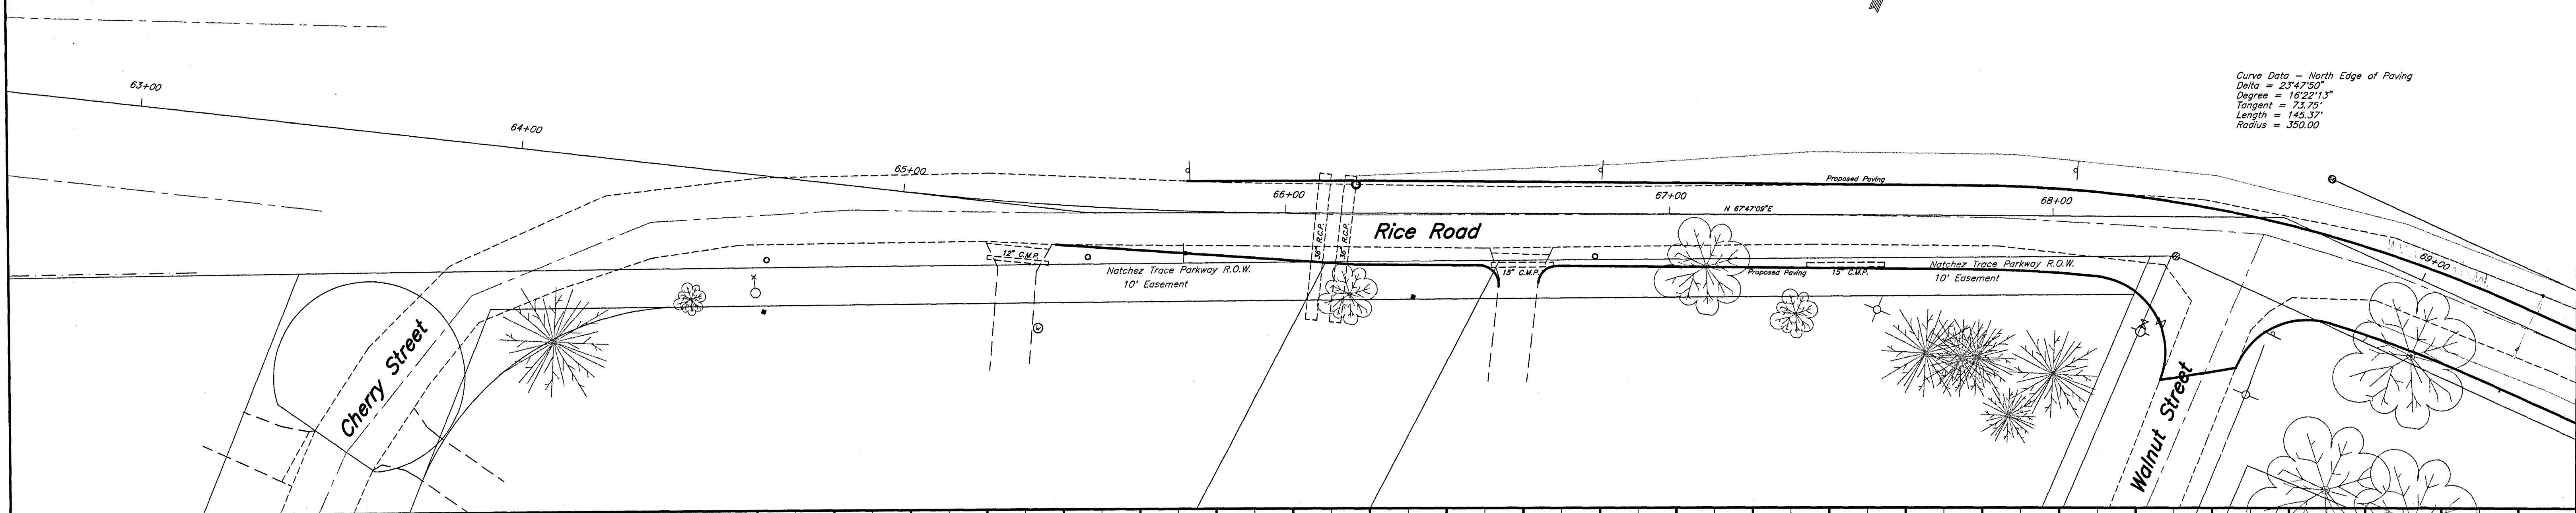 63+00
64+00
65+00
66+00
67+00
68+00
69+00
Curve Data - North Edge of Paving
Delta = 23°47'50"
Degree = 16°22'13"
Tangent = 73.75'
Length = 145.37'
Radius = 350.00
Proposed Paving
N 67°47'09"E
Rice Road
36" R.C.P.
36" R.C.P.
12" C.M.P.
15" C.M.P.
Natchez Trace Parkway R.O.W.
10' Easement
Proposed Paving
15" C.M.P.
Natchez Trace Parkway R.O.W.
10' Easement
Cherry Street
Walnut Street